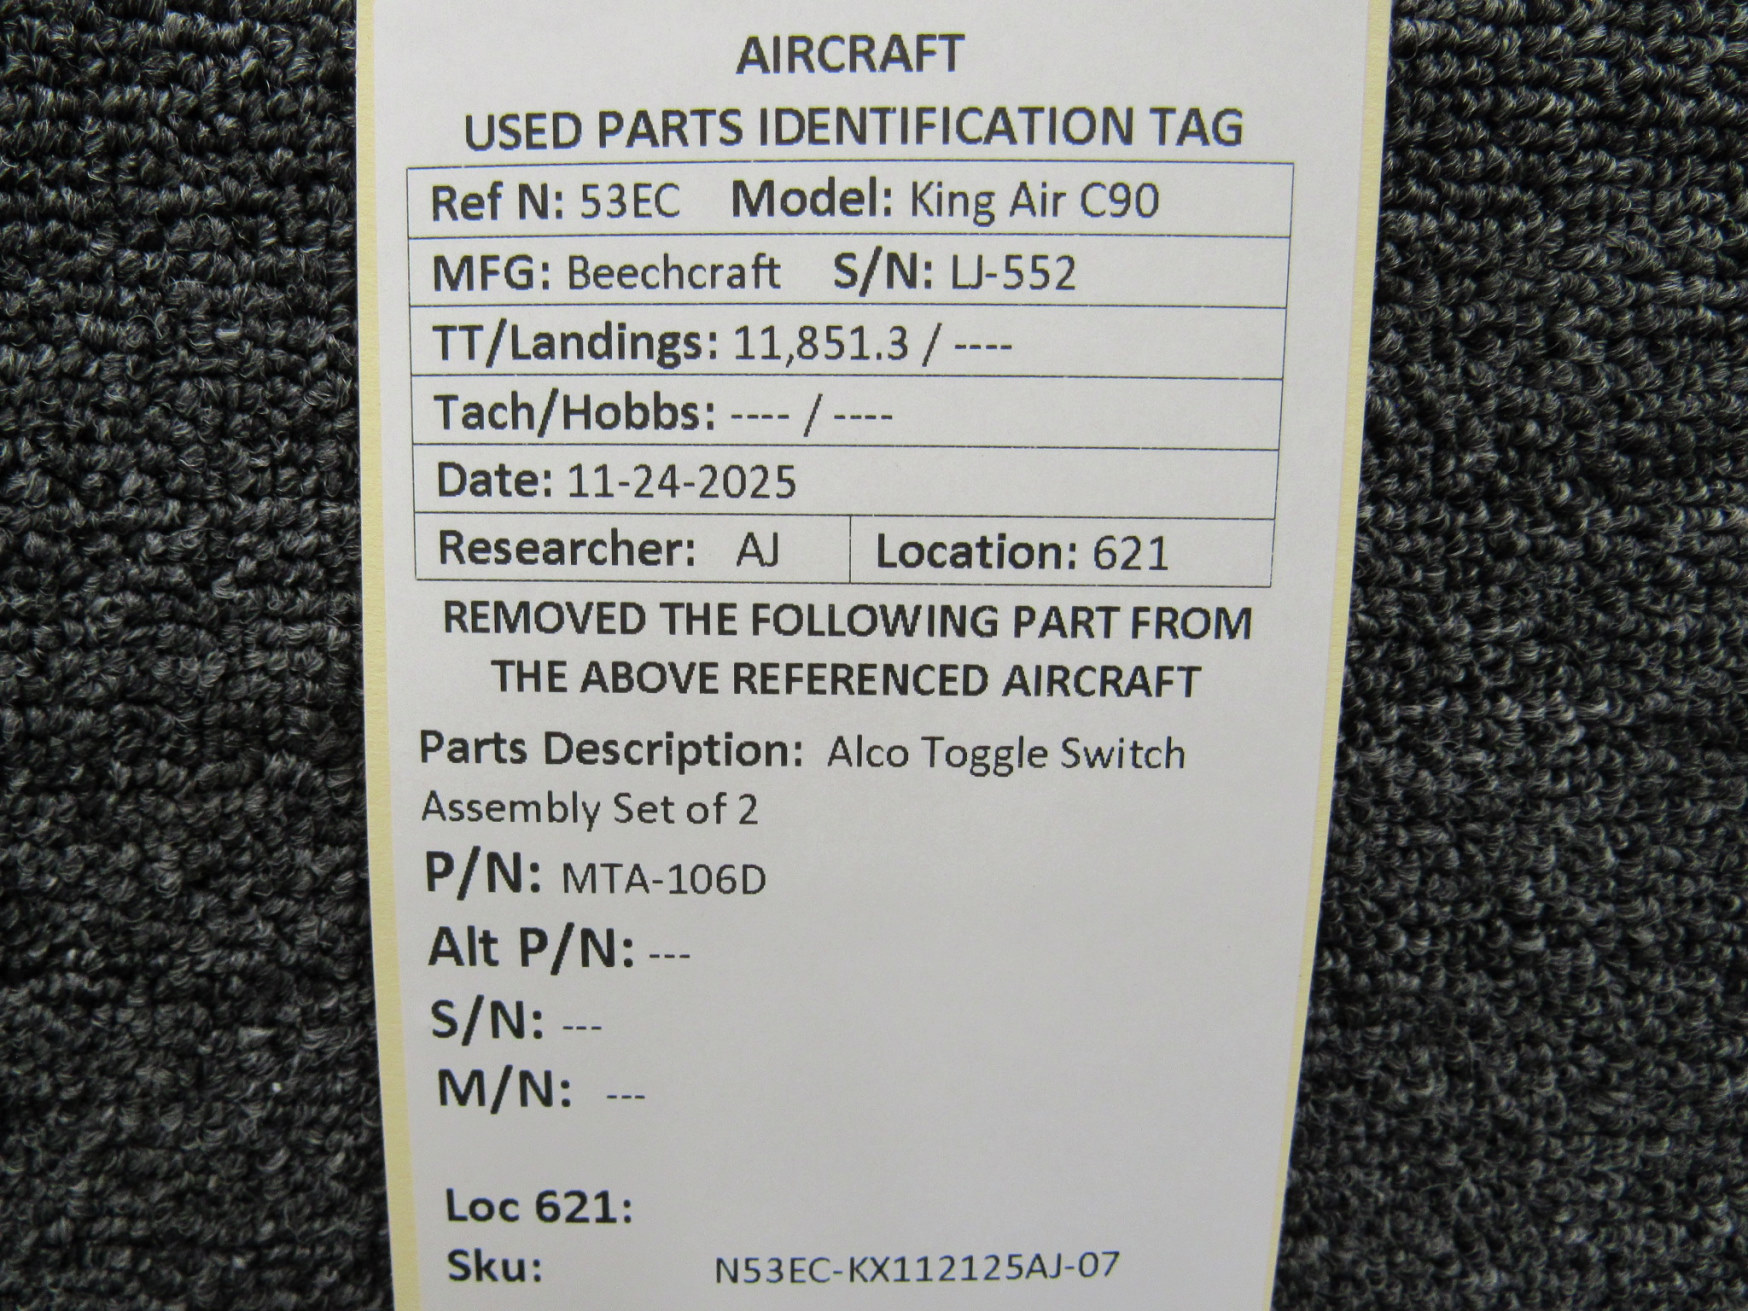 AIRCRAFT
USED PARTS IDENTIFICATION TAG
Ref N: 53EC Model: King Air C90
MFG: Beechcraft S/N: LJ-552
TT/Landings: 11,851.3 / ----
Tach/Hobbs: ---- / ----
Date: 11-24-2025
Researcher: AJ Location: 621
REMOVED THE FOLLOWING PART FROM
THE ABOVE REFERENCED AIRCRAFT
Parts Description: Alco Toggle Switch
Assembly Set of 2
P/N: MTA-106D
Alt P/N: ---
S/N: ---
M/N: ---
Loc 621:
Sku: N53EC-KX112125AJ-07